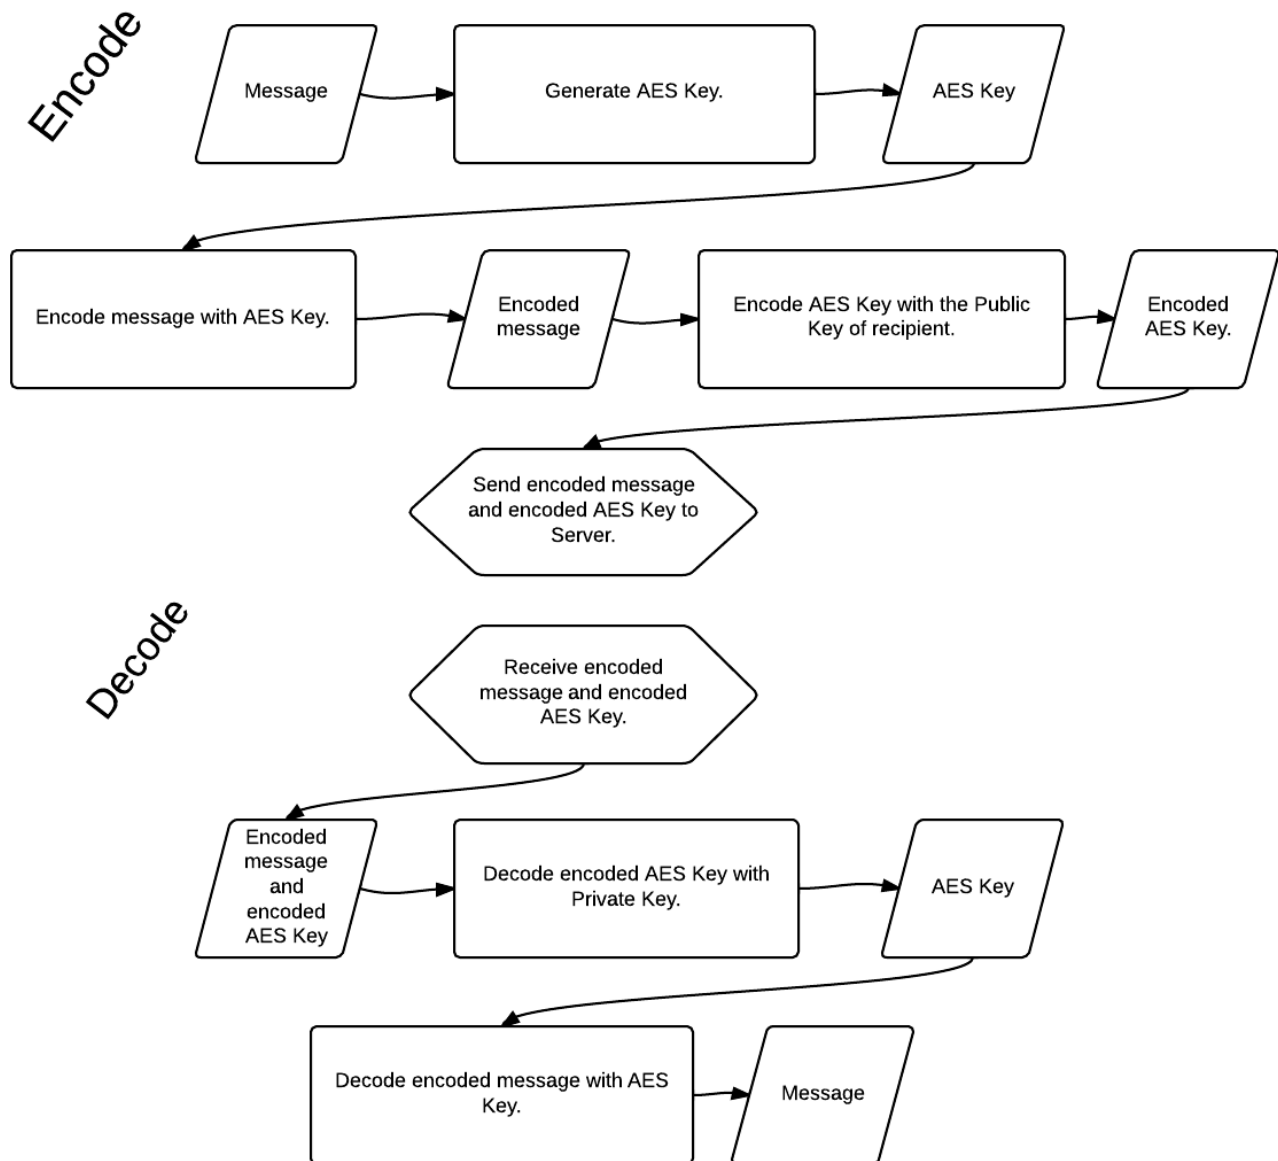 Encode
Message
Generate AES Key.
AES Key
Encode message with AES Key.
Encoded
message
Encode AES Key with the Public
Key of recipient.
Encoded
AES Key.
Send encoded message
and encoded AES Key to
Server.
Decode
Receive encoded
message and encoded
AES Key.
Encoded
message
and
encoded
AES Key
Decode encoded AES Key with
Private Key.
AES Key
Decode encoded message with AES
Key.
Message